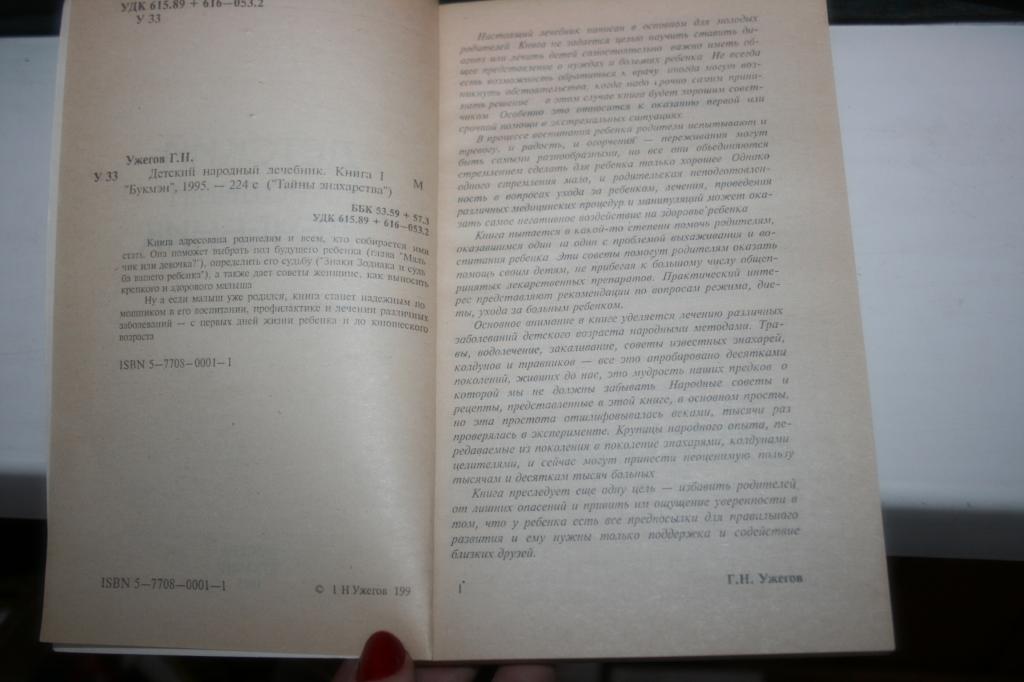 УДК 615.89 + 616—053.2
У 33
Ужегов Г.Н.
У 33 Детский народный лечебник. Книга I М
"Букмэн", 1995. — 224 с ("Тайны знахарства")
ББК 53.59 + 57.3
УДК 615.89 + 616—053.2
Книга адресована родителям и всем, кто собирается ими
стать. Она поможет выбрать пол будущего ребенка (глава "Маль
чик или девочка?"), определить его судьбу ("Знаки Зодиака и судь
ба вашего ребенка"), а также дает советы женщине, как выносить
крепкого и здорового малыша
Ну а если малыш уже родился, книга станет надежным по
мощником в его воспитании, профилактике и лечении различных
заболеваний — с первых дней жизни ребенка и до юношеского
возраста
ISBN 5—7708—0001—1
ISBN 5—7708—0001—1
© Н Ужегов 199
Настоящий лечебник написан в основном для молодых
родителей. Книга не задается целью научить ставить ди-
агноз или лечить детей самостоятельно важно иметь об-
щее представление о нуждах и болезнях ребенка Не всегда
есть возможность обратиться к врачу иногда могут воз-
никнуть обстоятельства, когда надо срочно самим прини-
мать решение в этом случае книга будет хорошим совет-
чиком Особенно это относится к оказанию первой или
срочной помощи в экстремальных ситуациях.
В процессе воспитания ребенка родители испытывают и
тревогу, и радость, и огорчения — переживания могут
быть самыми разнообразными, но все они объединяются
стремлением сделать для ребенка только хорошее Однако
одного стремления мало, и родительская неподготовлен-
ность в вопросах ухода за ребенком, лечения, проведения
различных медицинских процедур и манипуляций может ока-
зать самое негативное воздействие на здоровье ребенка
Книга пытается в какой-то степени помочь родителям,
оказавшимся один на один с проблемой выхаживания и во-
спитания ребенка Эти советы помогут родителям оказать
помощь своим детям, не прибегая к большому числу общеп-
ринятых лекарственных препаратов. Практический инте-
рес представляют рекомендации по вопросам режима, дие-
ты, ухода за больным ребенком.
Основное внимание в книге уделяется лечению различных
заболеваний детского возраста народными методами. Тра-
вы, водолечение, закаливание, советы известных знахарей,
колдунов и травников — все это апробировано десятками
поколений, живших до нас, это мудрость наших предков о
которой мы не должны забывать Народные советы и
рецепты, представленные в этой книге, в основном просты,
но эта простота отшлифовывалась веками, тысячи раз
проверялась в эксперименте. Крупицы народного опыта, пе-
редаваемые из поколения в поколение знахарями, колдунами
целителями, и сейчас могут принести неоценимую пользу
тысячам и десяткам тысяч больных
Книга преследует еще одну цель — избавить родителей
от лишних опасений и привить им ощущение уверенности в
том, что у ребенка есть все предпосылки для правильного
развития и ему нужны только поддержка и содействие
близких друзей.
Г.Н. Ужегов